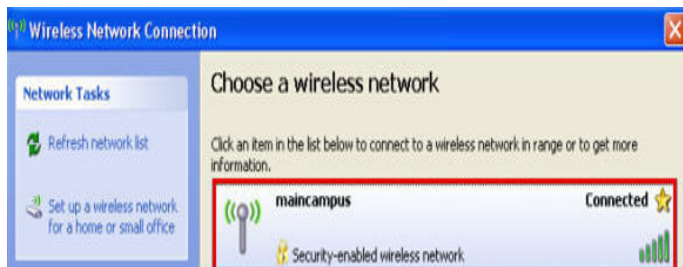 Wireless Network Connection
Network Tasks
Refresh network list
Set up a wireless network
for a home or small office
Choose a wireless network
Click an item in the list below to connect to a wireless network in range or to get more
information.
maincampus Connected
Security-enabled wireless network